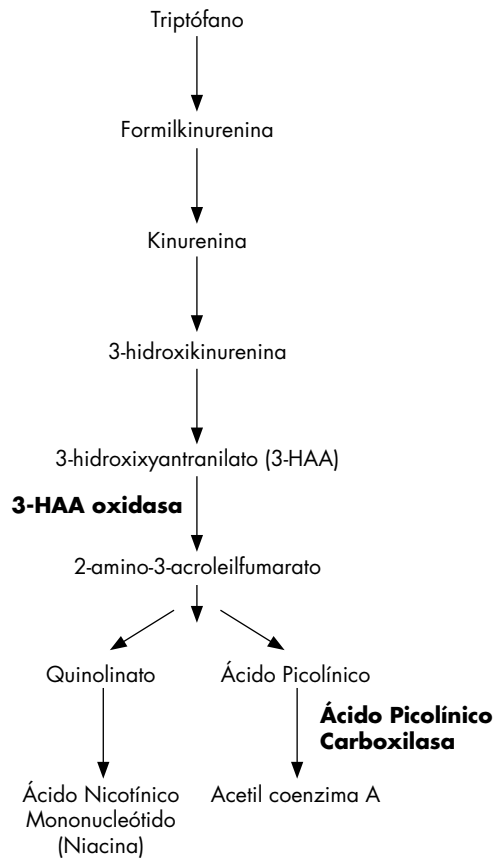 Triptófano
Formilkinurenina
Kinurenina
3-hidroxikinurenina
3-hidroxixyantranilato (3-HAA)
3-HAA oxidasa
2-amino-3-acroleilfumarato
Quinolinato
Ácido Picolínico
Ácido Picolínico
Carboxilasa
Ácido Nicotínico
Mononucleótido
(Niacina)
Acetil coenzima A